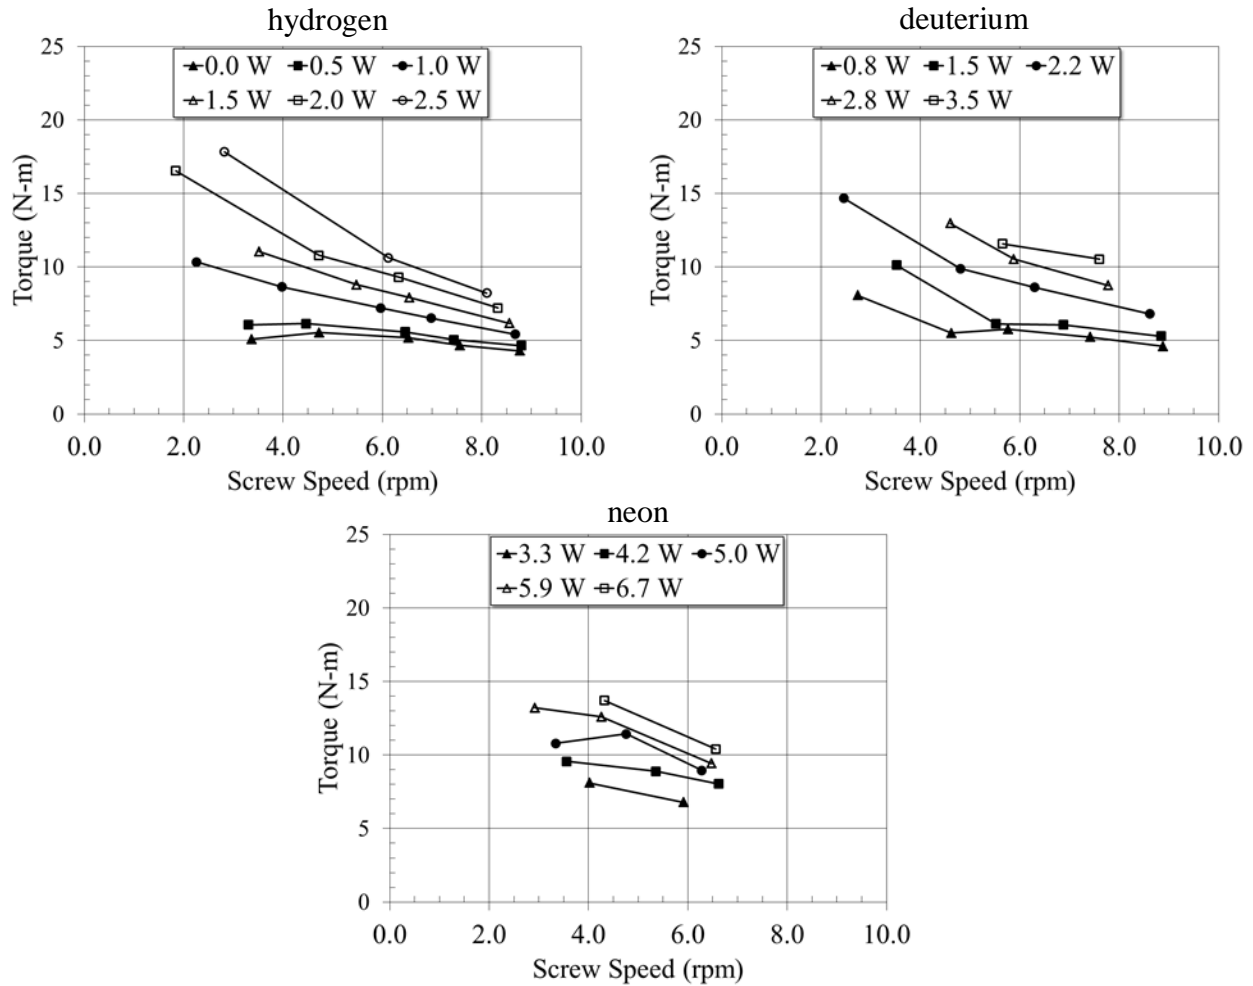 hydrogen
25
20
15
10
5
0
Torque (N-m)
0.0 W 0.5 W 1.0 W
1.5 W 2.0 W 2.5 W
0.0 2.0 4.0 6.0 8.0 10.0
Screw Speed (rpm)
deuterium
25
20
15
10
5
0
Torque (N-m)
0.8 W 1.5 W 2.2 W
2.8 W 3.5 W
0.0 2.0 4.0 6.0 8.0 10.0
Screw Speed (rpm)
neon
25
20
15
10
5
0
Torque (N-m)
3.3 W 4.2 W 5.0 W
5.9 W 6.7 W
0.0 2.0 4.0 6.0 8.0 10.0
Screw Speed (rpm)